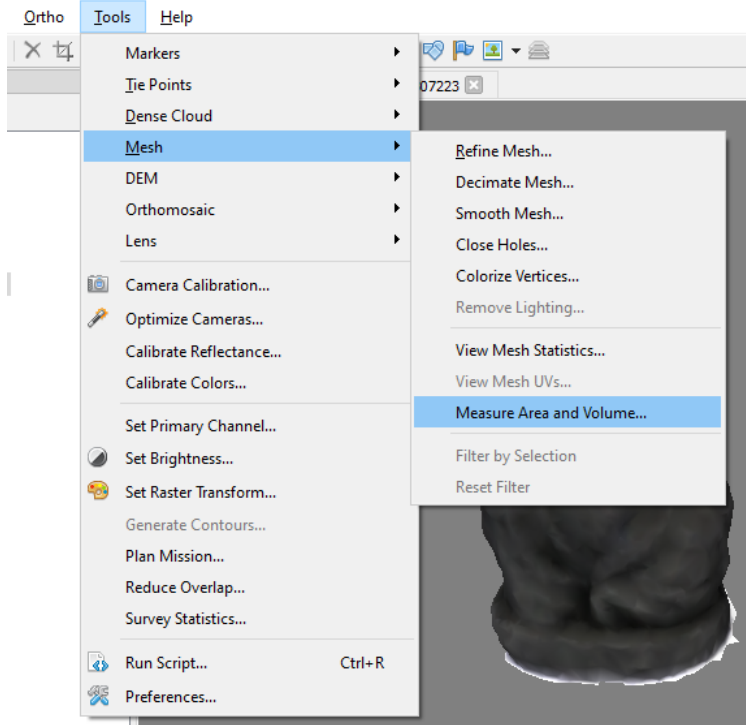 Ortho Tools Help
07223
Markers
Tie Points
Dense Cloud
Mesh
DEM
Orthomosaic
Lens
Camera Calibration...
Optimize Cameras...
Calibrate Reflectance...
Calibrate Colors...
Set Primary Channel...
Set Brightness...
Set Raster Transform...
Generate Contours...
Plan Mission...
Reduce Overlap...
Survey Statistics...
Run Script... Ctrl+R
Preferences...
Refine Mesh...
Decimate Mesh...
Smooth Mesh...
Close Holes...
Colorize Vertices...
Remove Lighting...
View Mesh Statistics...
View Mesh UVs...
Measure Area and Volume...
Filter by Selection
Reset Filter